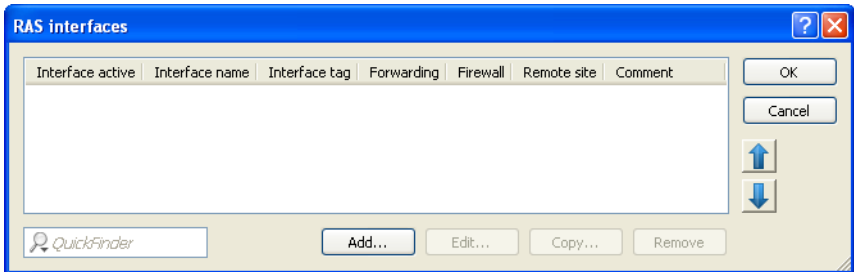 RAS interfaces
Interface active Interface name Interface tag Forwarding Firewall Remote site Comment
OK
Cancel
QuickFinder
Add... Edit... Copy... Remove